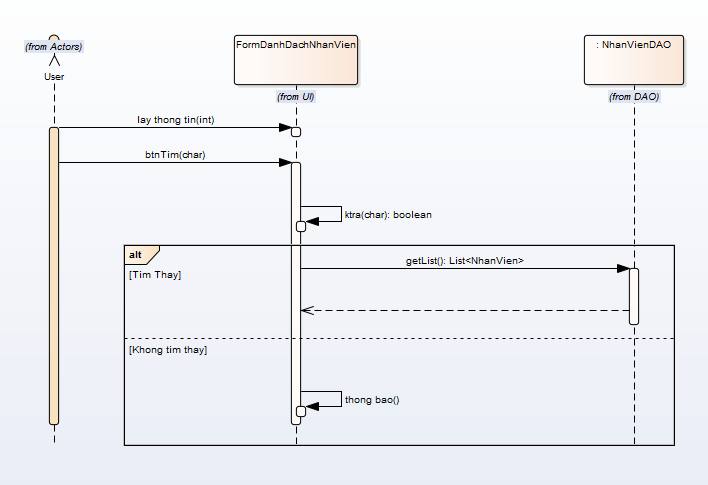 (from Actors)
User
FormDanhDachNhanVien
(from UI)
: NhanVienDAO
(from DAO)
lay thong tin(int)
btnTim(char)
ktra(char): boolean
alt
[Tim Thay]
getList(): List<NhanVien>
[Khong tim thay]
thong bao()